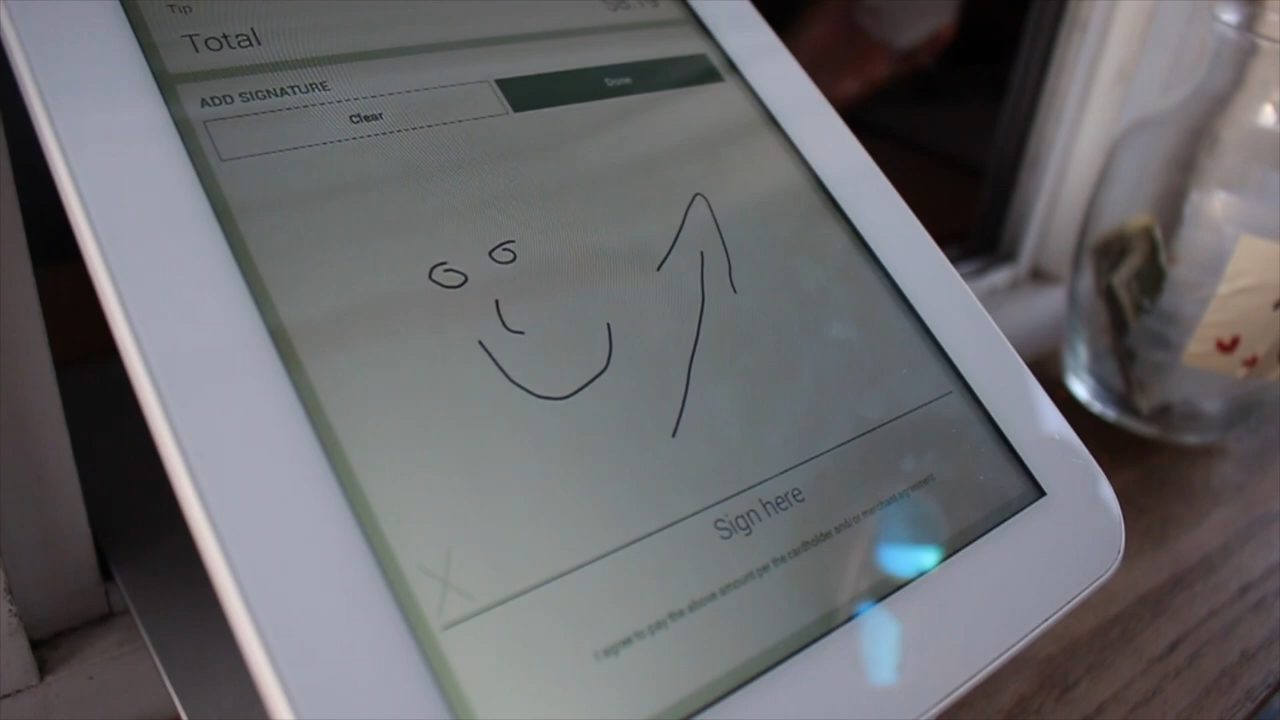 Tip
Total
ADD SIGNATURE
Clear
Done
Sign here
I agree to pay the above amount per the cardholder and/or merchant agreement